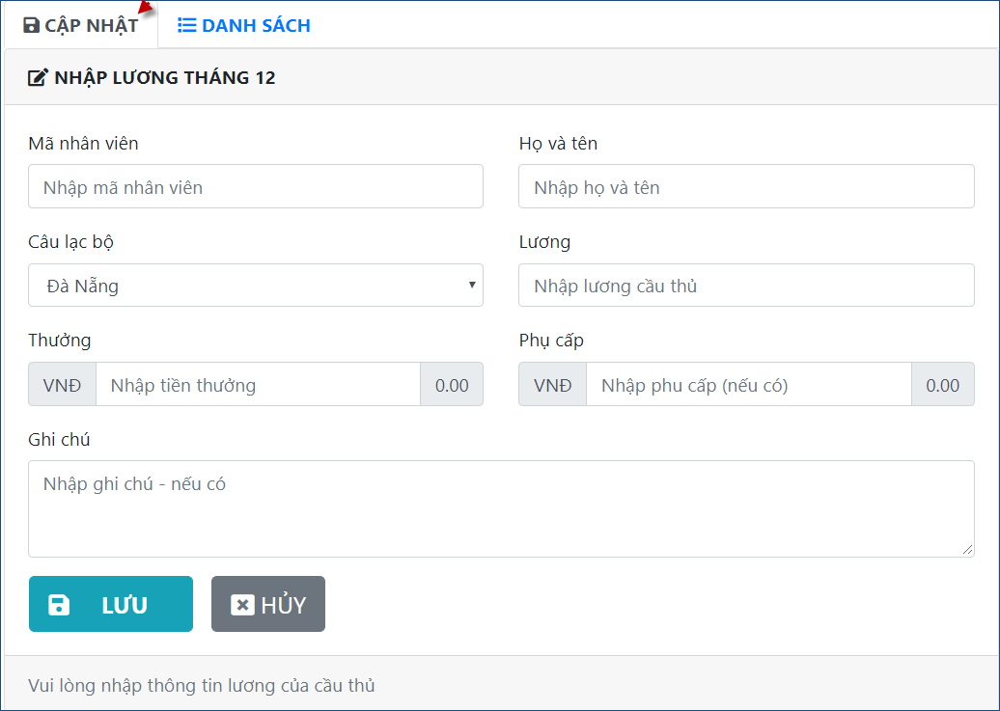 CẬP NHẬT DANH SÁCH
NHẬP LƯƠNG THÁNG 12
Mã nhân viên Họ và tên
Nhập mã nhân viên Nhập họ và tên
Câu lạc bộ Lương
Đà Nẵng Nhập lương cầu thủ
Thưởng Phụ cấp
VNĐ Nhập tiền thưởng 0.00 VNĐ Nhập phu cấp (nếu có) 0.00
Ghi chú
Nhập ghi chú - nếu có
LƯU HỦY
Vui lòng nhập thông tin lương của cầu thủ